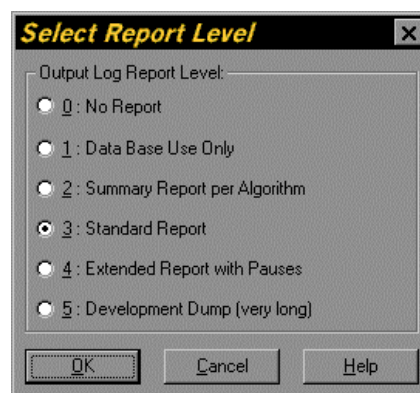 Select Report Level
Output Log Report Level:
0 : No Report
1 : Data Base Use Only
2 : Summary Report per Algorithm
3 : Standard Report
4 : Extended Report with Pauses
5 : Development Dump (very long)
OK Cancel Help